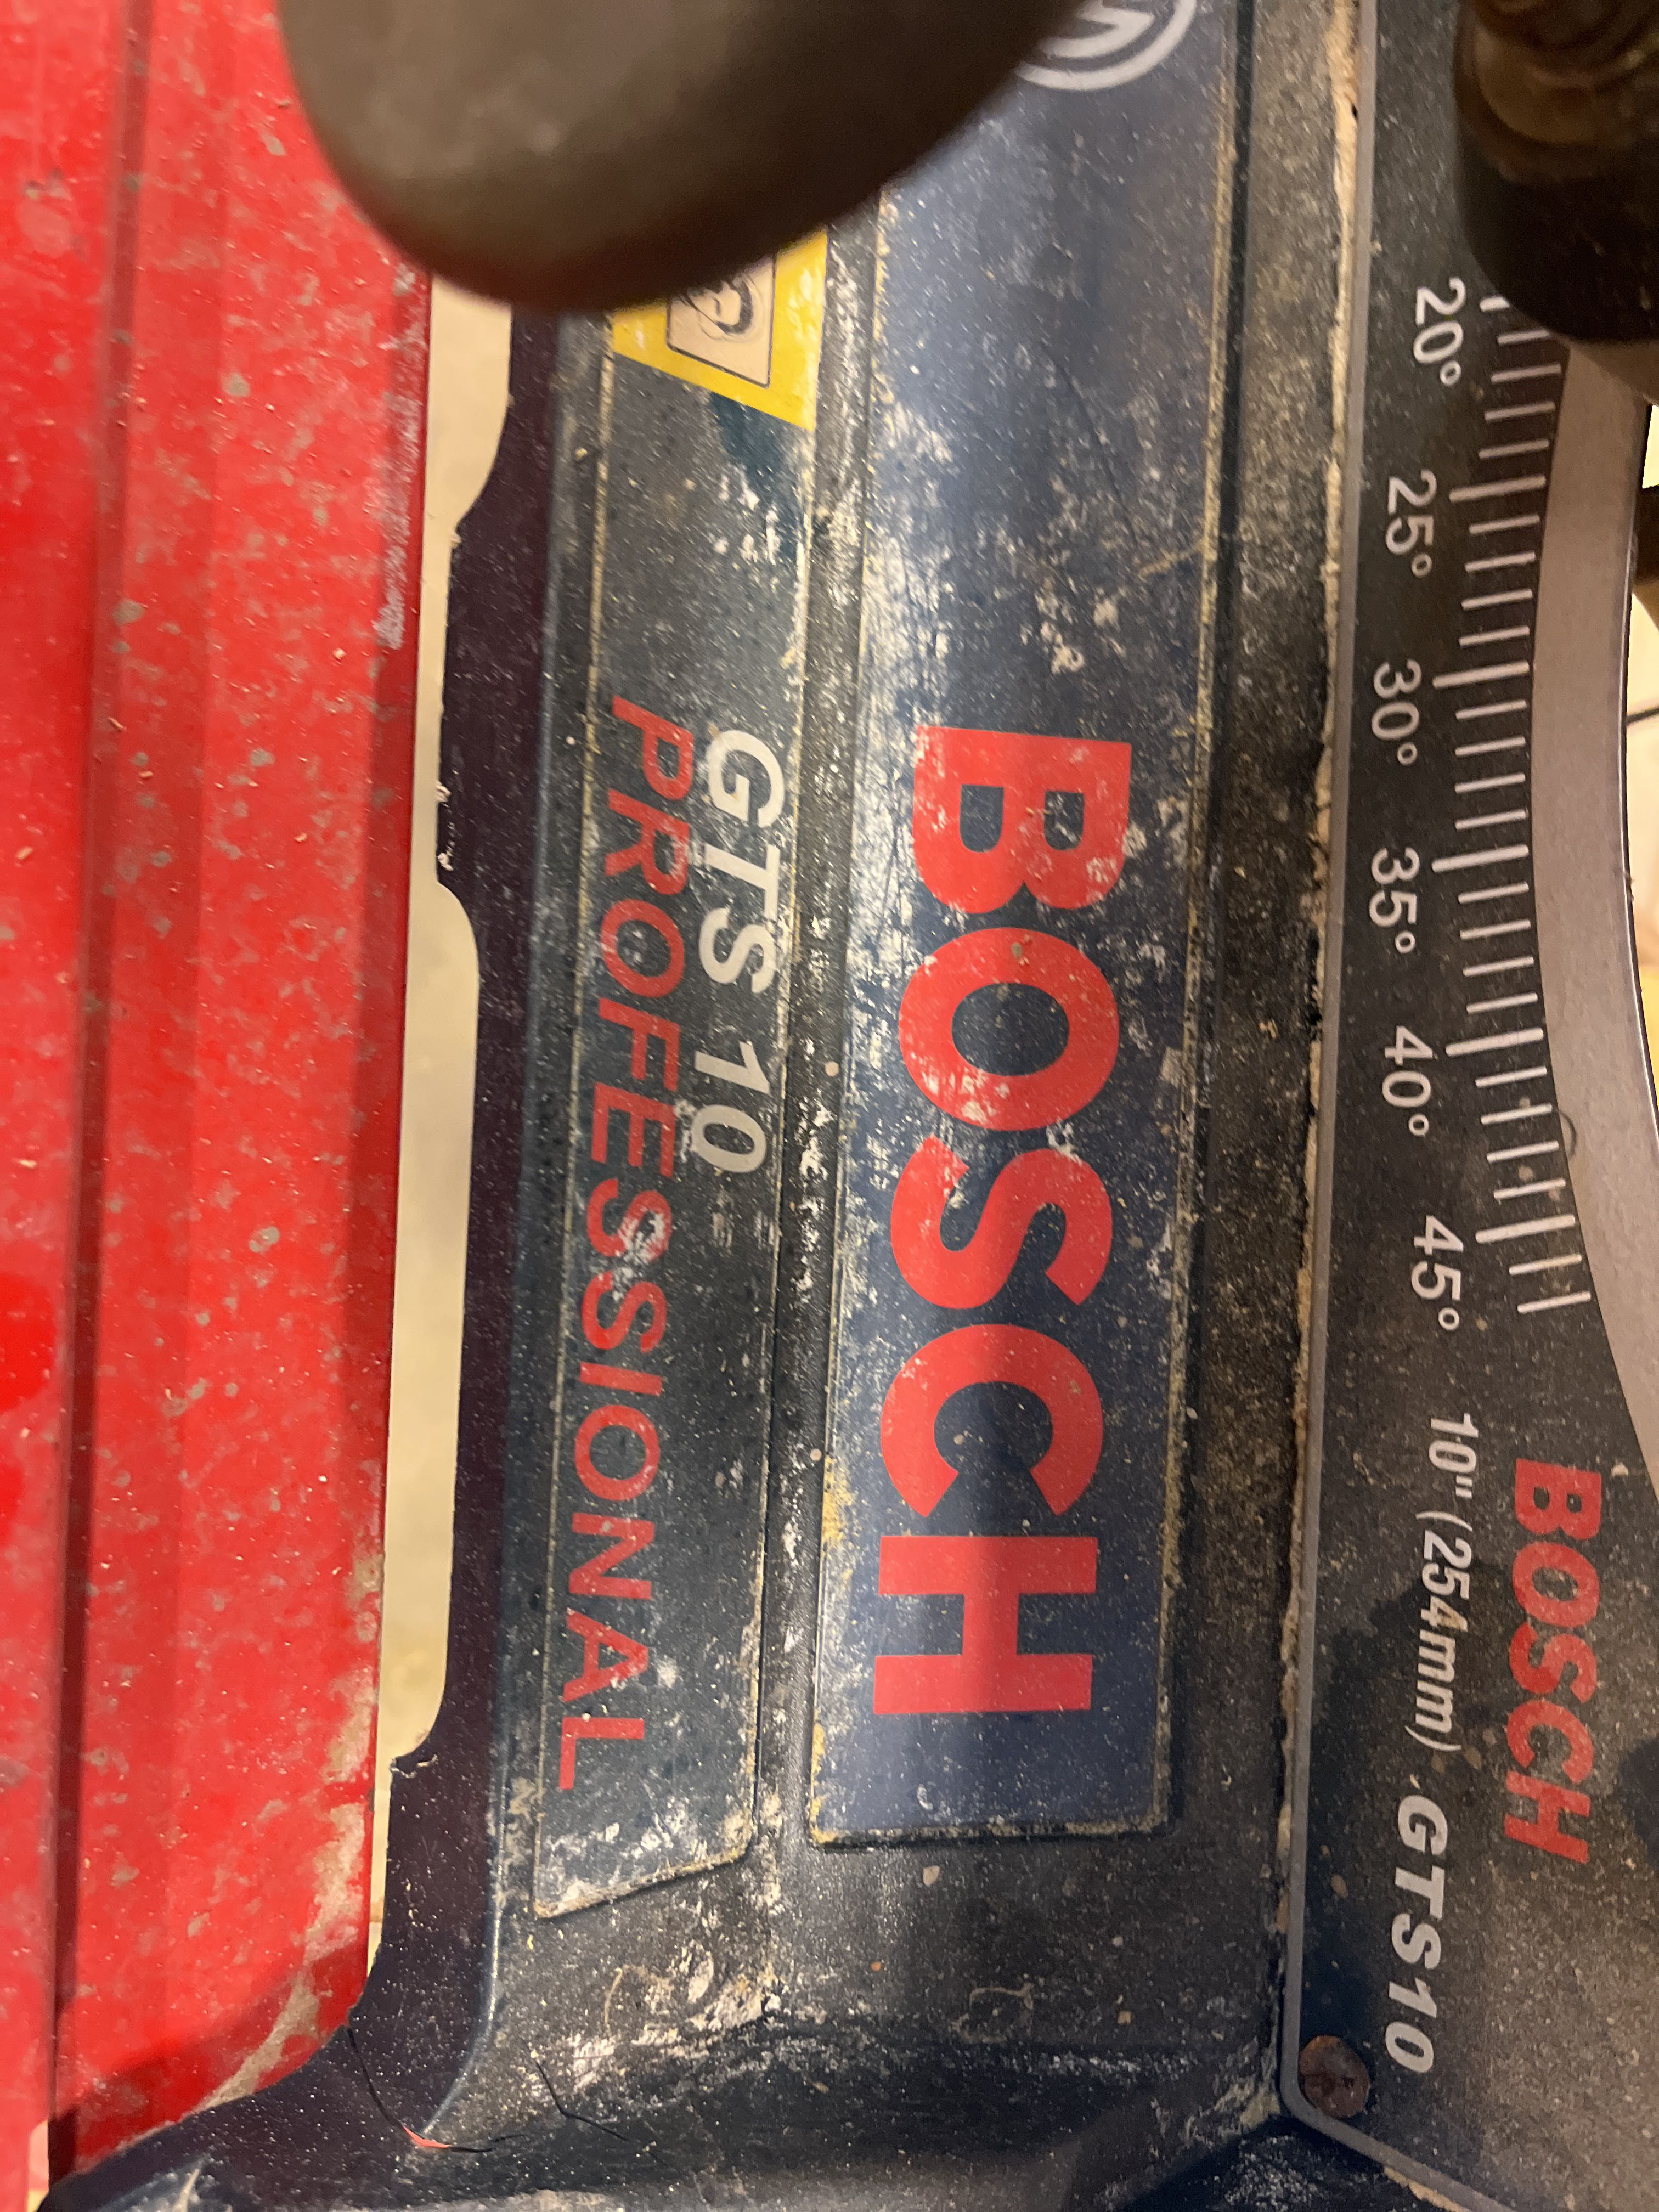 20° 25° 30° 35° 40° 45°
BOSCH
10" (254mm) GTS10
BOSCH
GTS 10
PROFESSIONAL